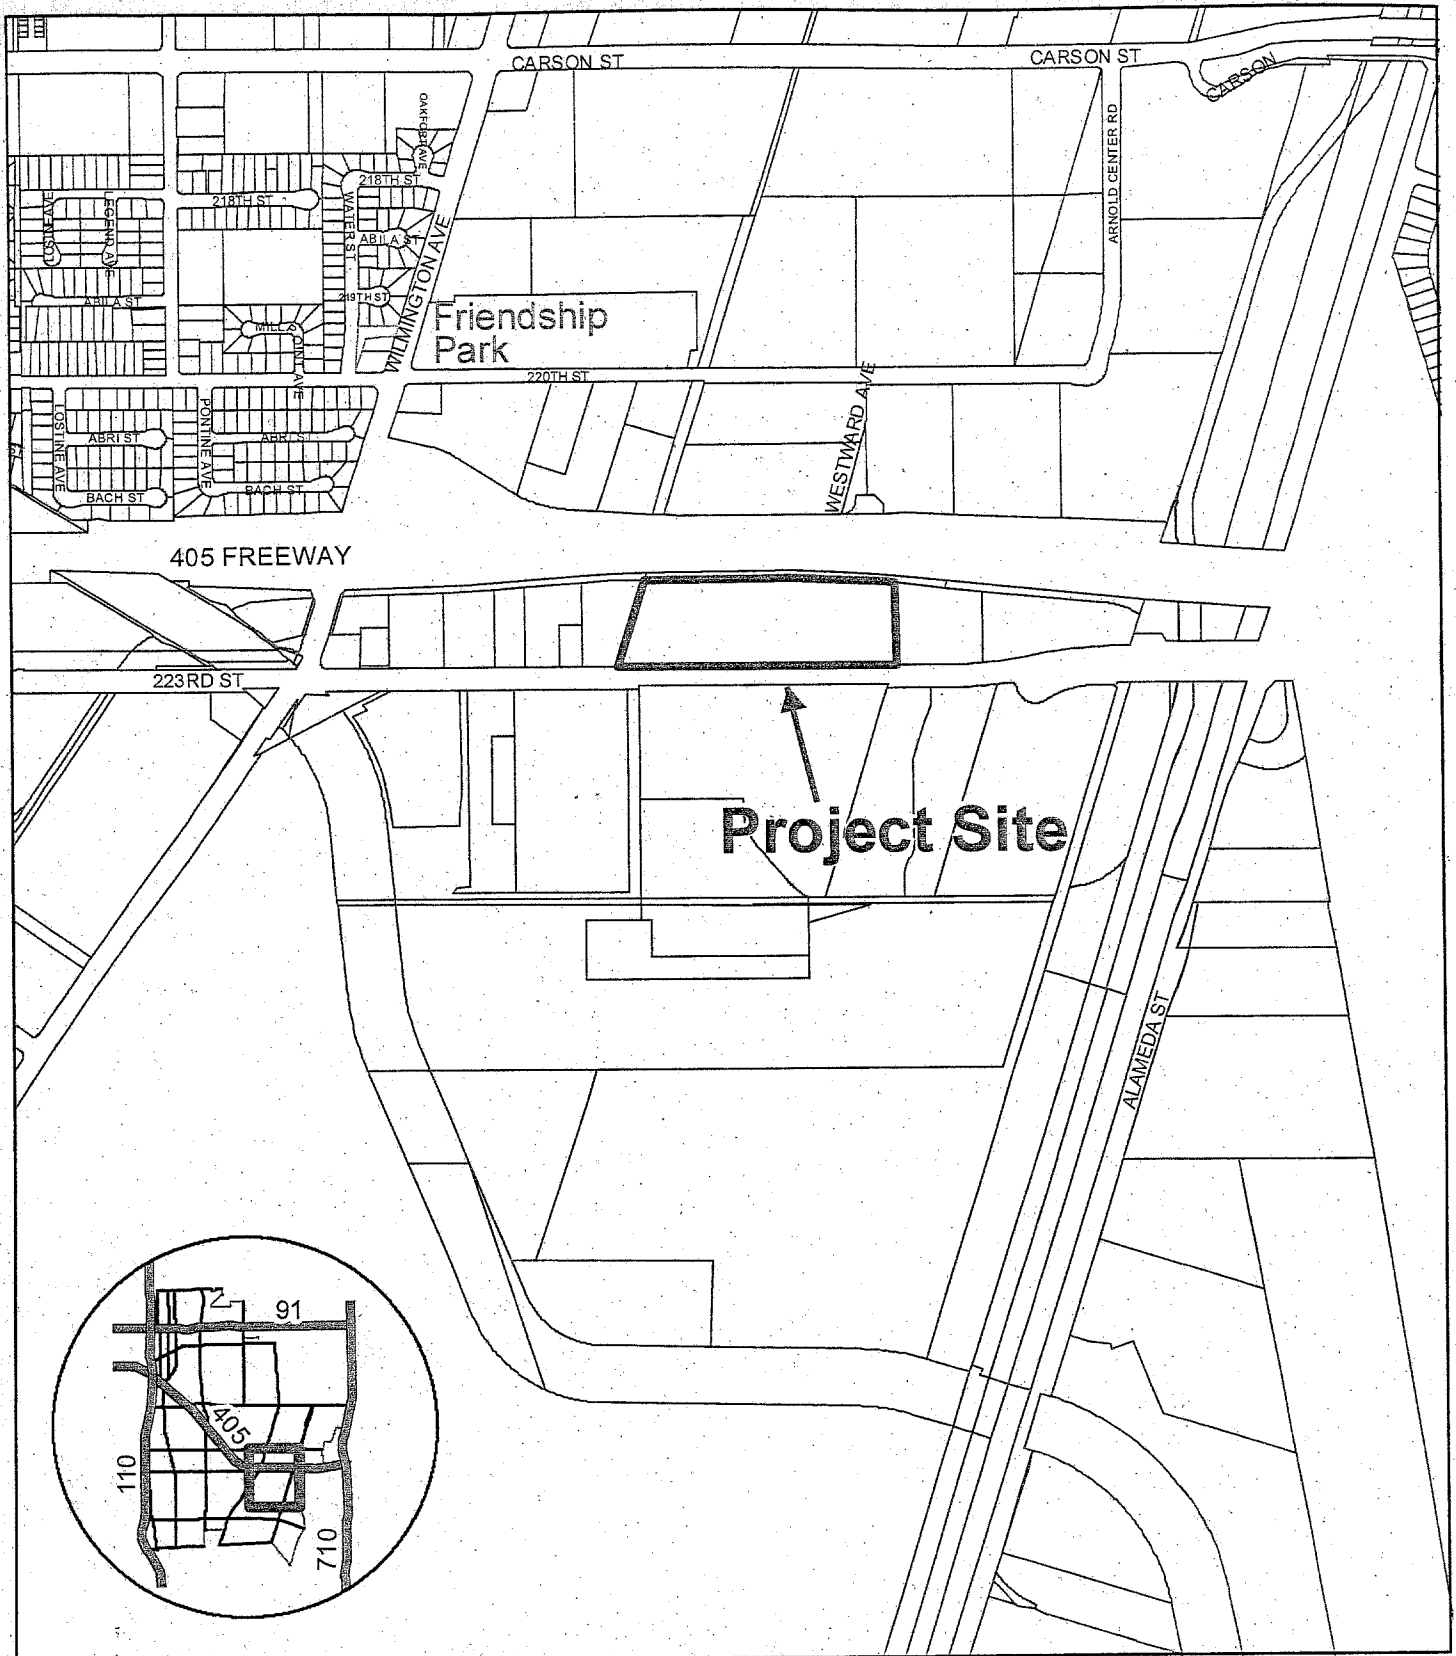 CARSON ST
CARSON ST
CARSON
OAKFORD AVE
ARNOLD CENTER RD
218TH ST
218TH ST
LOSTINE AVE
LEGEND AVE
WATER ST
ABILA ST
WILMINGTON AVE
219TH ST
ABILA ST
Friendship
Park
220TH ST
WESTWARD AVE
LOSTINE AVE
PONTINE AVE
ABRI ST
ABRI ST
BACH ST
BACH ST
405 FREEWAY
223RD ST
Project Site
ALAMEDA ST
91
405
110
710